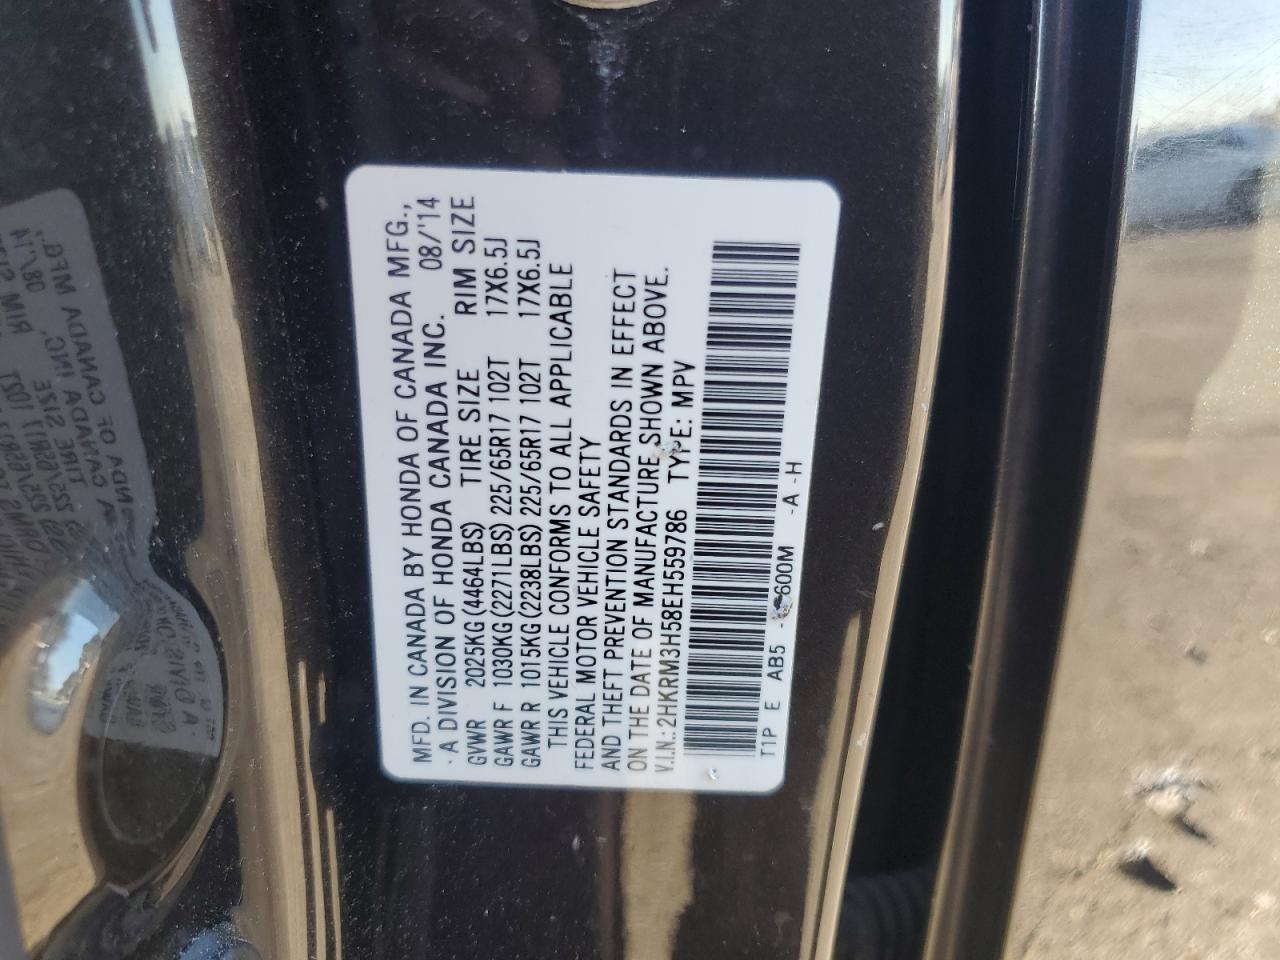 MFD. IN CANADA BY HONDA OF CANADA MFG.,
A DIVISION OF HONDA CANADA INC. 08/'14
GVWR 2025KG(4464LBS) TIRE SIZE RIM SIZE
GAWR F 1030KG(2271LBS) 225/65R17 102T 17X6.5J
GAWR R 1015KG(2238LBS) 225/65R17 102T 17X6.5J
THIS VEHICLE CONFORMS TO ALL APPLICABLE
FEDERAL MOTOR VEHICLE SAFETY
AND THEFT PREVENTION STANDARDS IN EFFECT
ON THE DATE OF MANUFACTURE SHOWN ABOVE.
V.I.N.: 2HKRM3H58EH559786 TYPE: MPV
T1P E AB5 - 600M -A -H